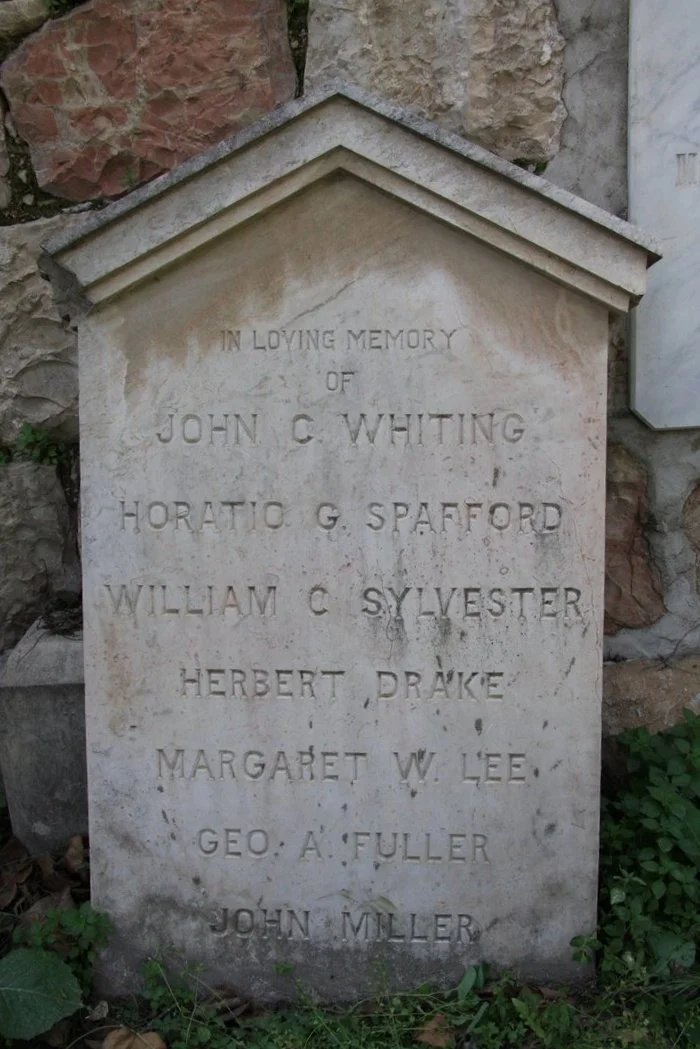 IN LOVING MEMORY
OF
JOHN C. WHITING
HORATIO G. SPAFFORD
WILLIAM C. SYLVESTER
HERBERT DRAKE
MARGARET W. LEE
GEO. A. FULLER
JOHN MILLER